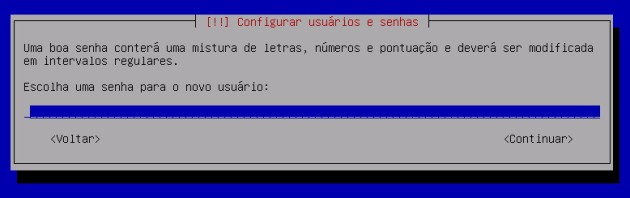 [!!] Configurar usuários e senhas
Uma boa senha conterá uma mistura de letras, números e pontuação e deverá ser modificada
em intervalos regulares.
Escolha uma senha para o novo usuário:
<Voltar> <Continuar>